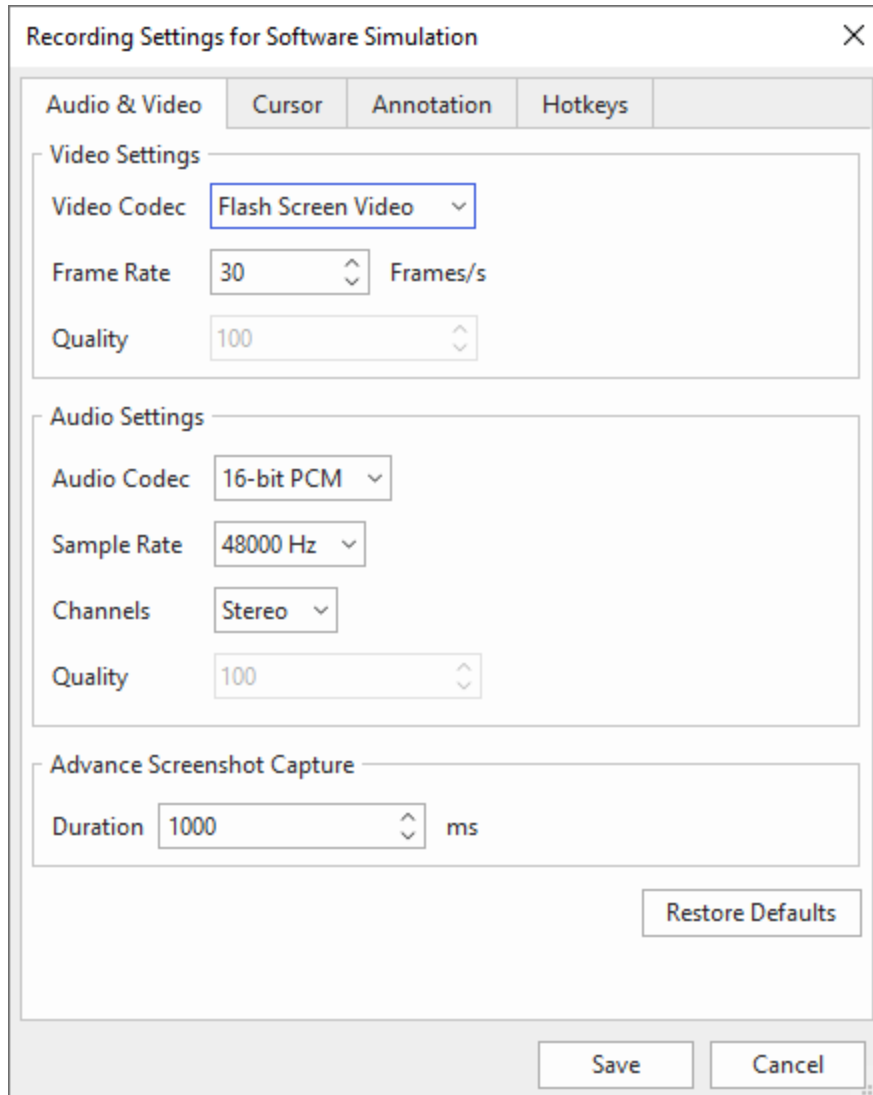 Recording Settings for Software Simulation
Audio & Video Cursor Annotation Hotkeys
Video Settings
Video Codec Flash Screen Video
Frame Rate 30 Frames/s
Quality 100
Audio Settings
Audio Codec 16-bit PCM
Sample Rate 48000 Hz
Channels Stereo
Quality 100
Advance Screenshot Capture
Duration 1000 ms
Restore Defaults
Save Cancel